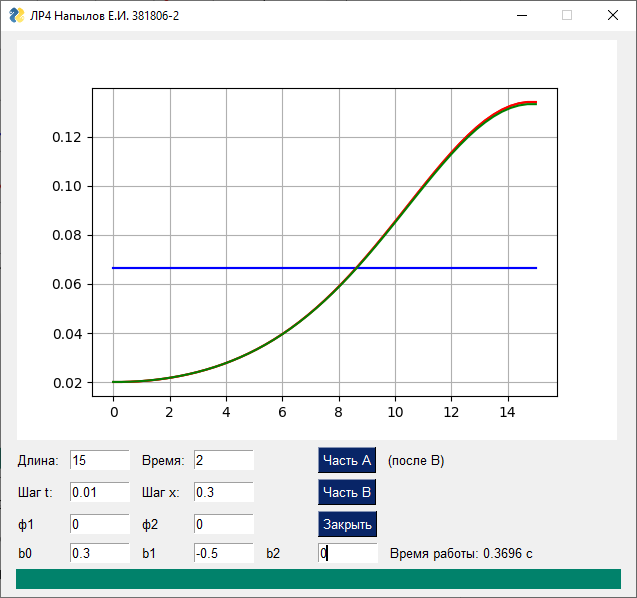 ЛР4 Напылов Е.И. 381806-2
0.12
0.10
0.08
0.06
0.04
0.02
0 2 4 6 8 10 12 14
Длина: 15 Время: 2 Часть А (после В)
Шаг t: 0.01 Шаг x: 0.3 Часть В
ф1 0 ф2 0 Закрыть
b0 0.3 b1 -0.5 b2 0 Время работы: 0.3696 с